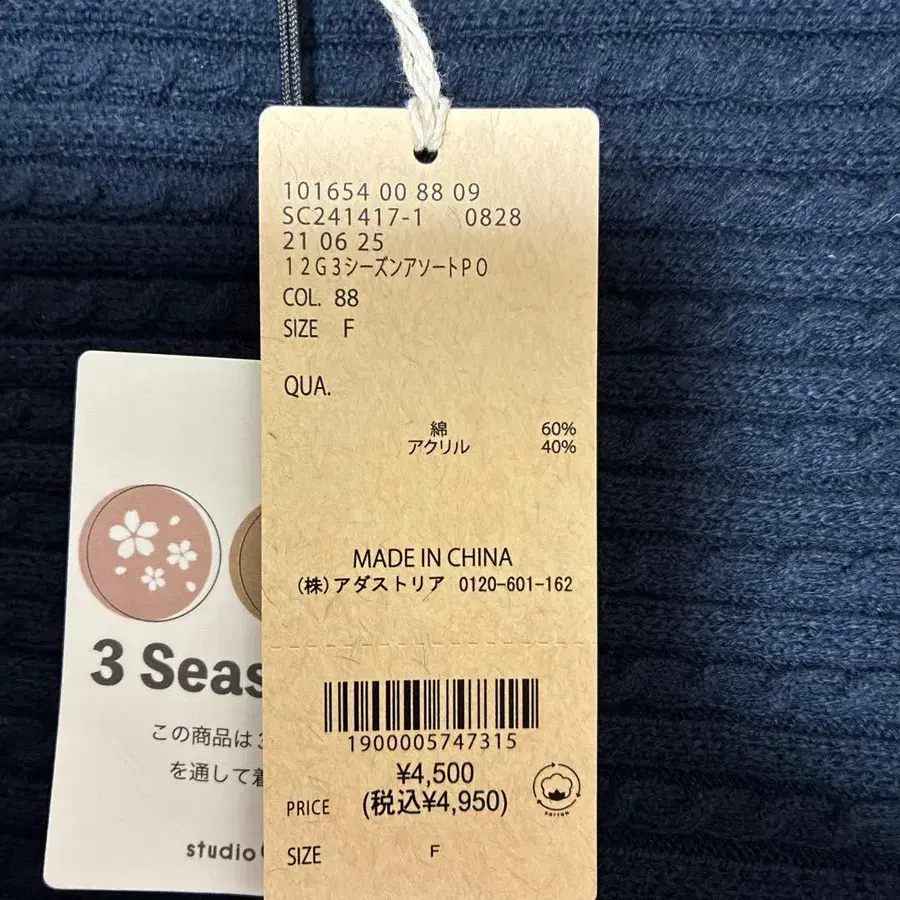 101654 00 88 09
SC241417-1 0828
21 06 25
12G3シーズンアソートPO
COL. 88
SIZE F
QUA.
綿 60%
アクリル 40%
MADE IN CHINA
(株)アダストリア 0120-601-162
1900005747315
¥4,500
PRICE (税込¥4,950)
cotton
SIZE F
3 Seas
この商品は3
を通して着
studio